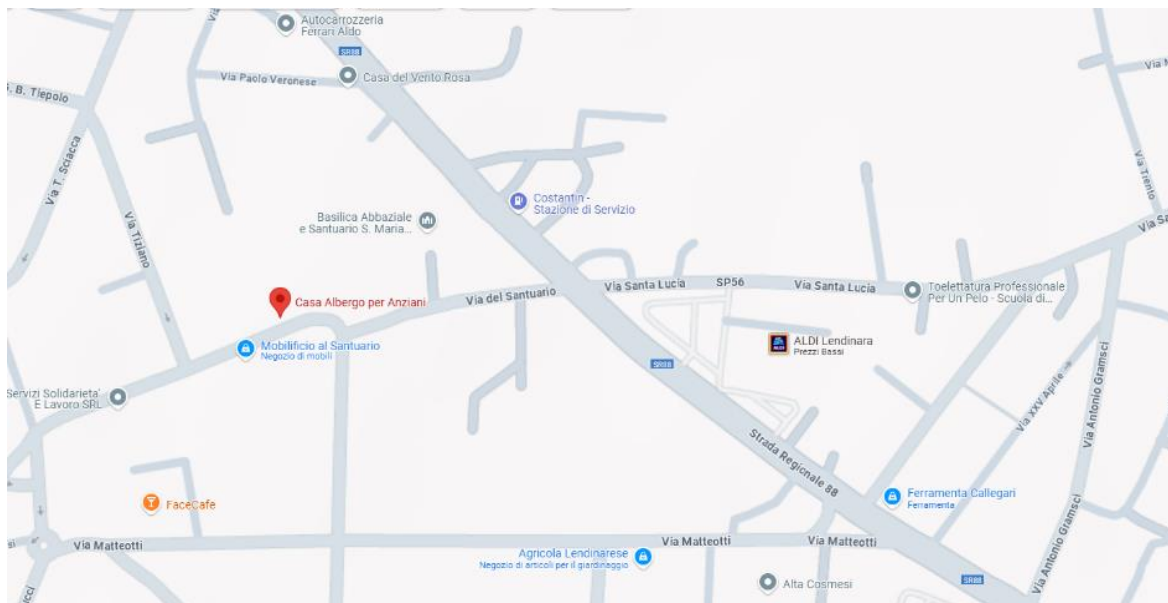 Autocarrozzeria
Ferrari Aldo
SR88
Via Paolo Veronese
Casa del Vento Rosa
B. Tiepolo
Via T. Sciacca
Via Tiziano
Via Trento
Costantin -
Stazione di Servizio
Basilica Abbaziale
e Santuario S. Maria...
Casa Albergo per Anziani
Via del Santuario
Via Santa Lucia
SP56
Via Santa Lucia
Toelettatura Professionale
Per Un Pelo - Scuola di...
Mobilificio al Santuario
Negozio di mobili
ALDI Lendinara
Prezzi Bassi
SR88
Servizi Solidarieta'
E Lavoro SRL
Via XXV Aprile
Via Antonio Gramsci
Strada Regionale 88
FaceCafe
Ferramenta Callegari
Ferramenta
Via Matteotti
Via Matteotti
Via Matteotti
Agricola Lendinarese
Negozio di articoli per il giardinaggio
Via Antonio Gramsci
Alta Cosmesi
SR88